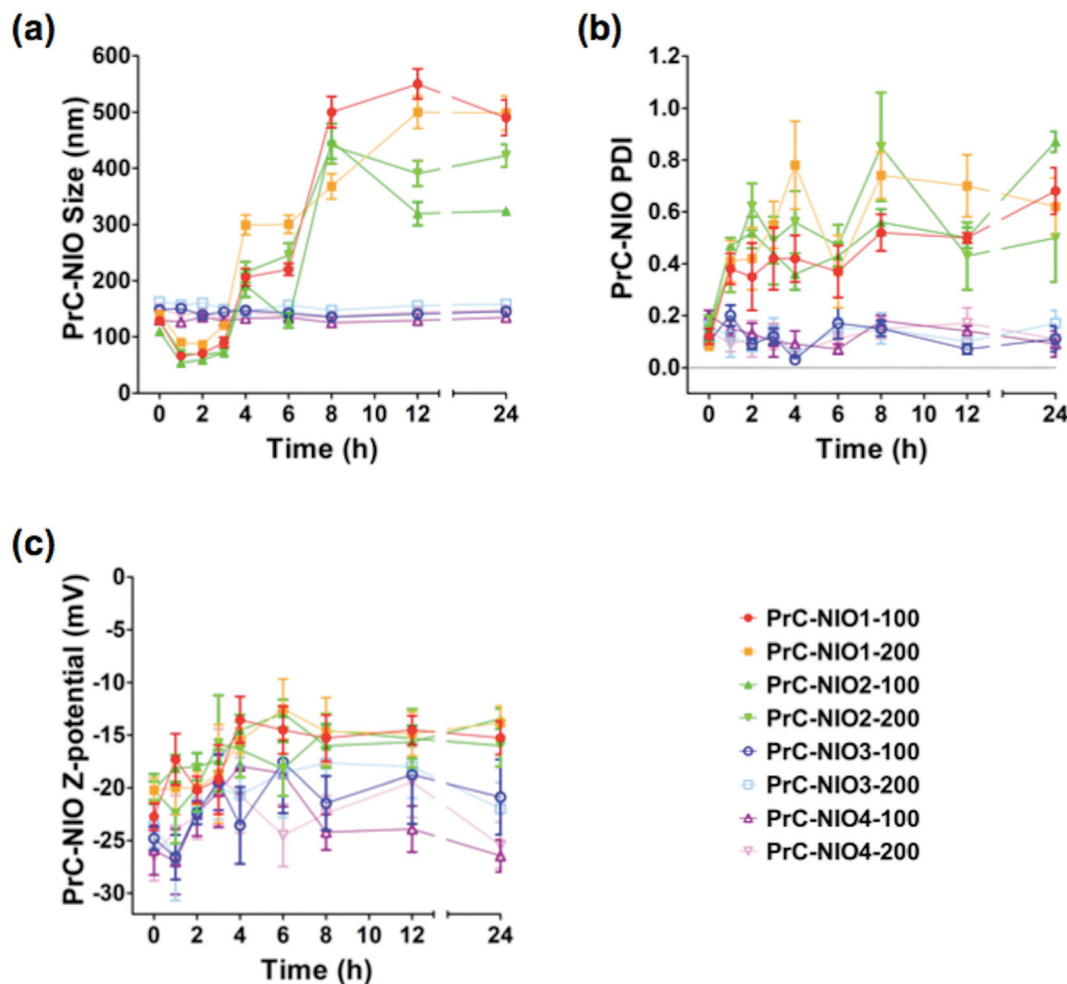 (a)
PrC-NIO Size (nm)
600
500
400
300
200
100
0
0 2 4 6 8 10 12 24
Time (h)
(b)
PrC-NIO PDI
1.2
1.0
0.8
0.6
0.4
0.2
0.0
0 2 4 6 8 10 12 24
Time (h)
(c)
PrC-NIO Z-potential (mV)
0
-5
-10
-15
-20
-25
-30
0 2 4 6 8 10 12 24
Time (h)
PrC-NIO1-100
PrC-NIO1-200
PrC-NIO2-100
PrC-NIO2-200
PrC-NIO3-100
PrC-NIO3-200
PrC-NIO4-100
PrC-NIO4-200